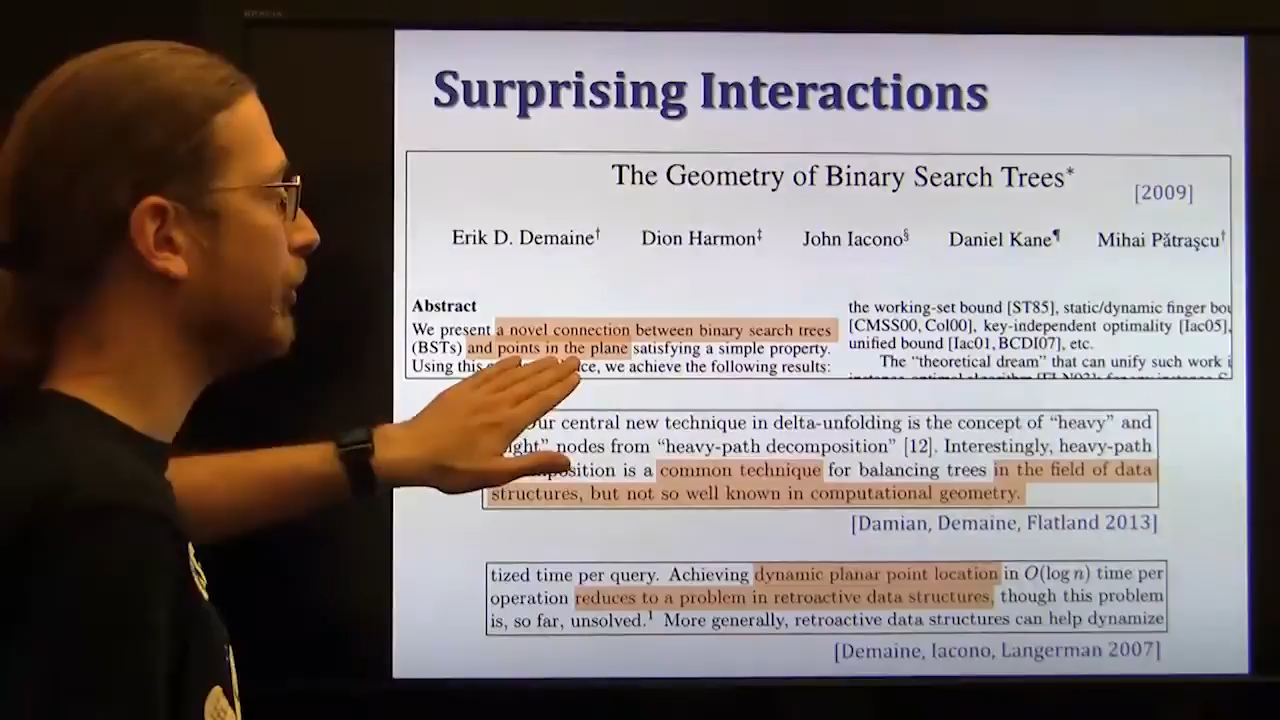 Surprising Interactions
The Geometry of Binary Search Trees*
[2009]
Erik D. Demaine† Dion Harmon‡ John Iacono§ Daniel Kane¶ Mihai Pătraşcu†
Abstract
We present a novel connection between binary search trees
(BSTs) and points in the plane satisfying a simple property.
Using this we achieve the following results:
the working-set bound [ST85], static/dynamic finger
[CMSS00, Col00], key-independent optimality [Iac05],
unified bound [Iac01, BCDI07], etc.
The “theoretical dream” that can unify such work
central new technique in delta-unfolding is the concept of “heavy” and
nodes from “heavy-path decomposition” [12]. Interestingly, heavy-path
is a common technique for balancing trees in the field of data
structures, but not so well known in computational geometry.
[Damian, Demaine, Flatland 2013]
tized time per query. Achieving dynamic planar point location in O(log n) time per
operation reduces to a problem in retroactive data structures, though this problem
is, so far, unsolved.¹ More generally, retroactive data structures can help dynamize
[Demaine, Iacono, Langerman 2007]